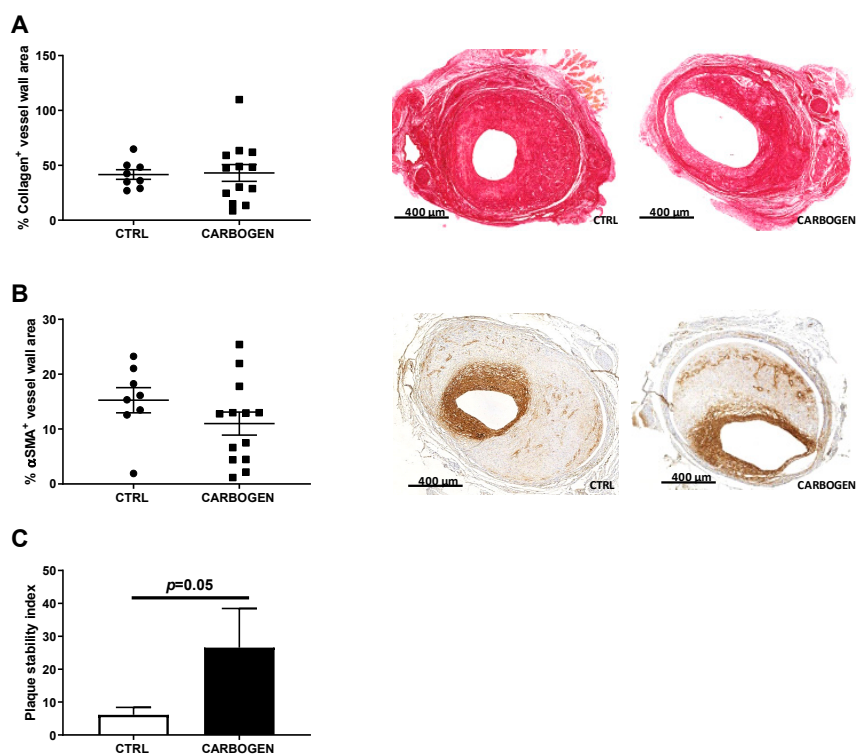 A
% Collagen+ vessel wall area
150
100
50
0
CTRL
CARBOGEN
400 µm
CTRL
400 µm
CARBOGEN
B
% αSMA+ vessel wall area
30
20
10
0
CTRL
CARBOGEN
400 µm
CTRL
400 µm
CARBOGEN
C
Plaque stability index
50
40
30
20
10
0
p=0.05
CTRL
CARBOGEN